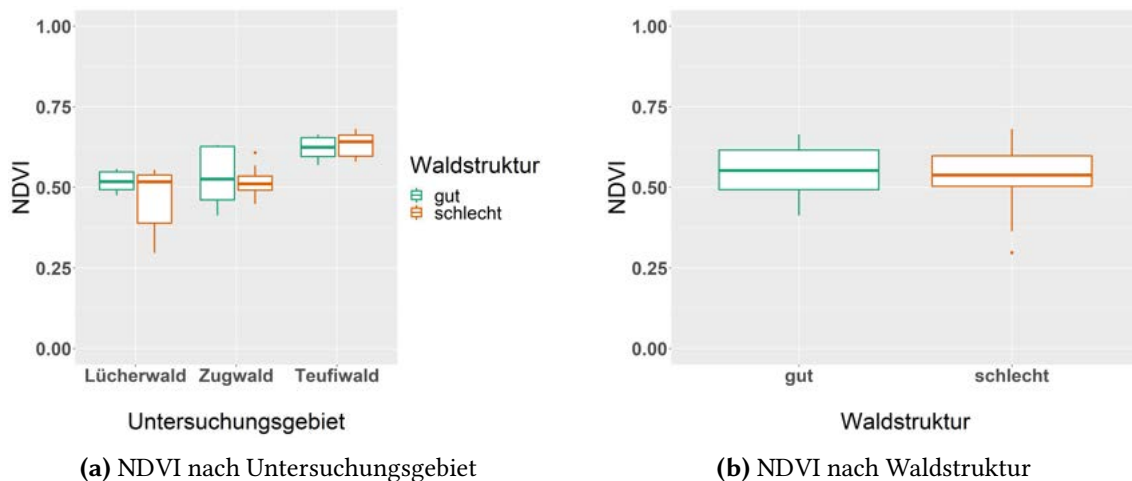 1.00
0.75
0.50
0.25
0.00
NDVI
Lücherwald Zugwald Teufiwald
Untersuchungsgebiet
Waldstruktur
gut
schlecht
(a) NDVI nach Untersuchungsgebiet
1.00
0.75
0.50
0.25
0.00
NDVI
gut schlecht
Waldstruktur
(b) NDVI nach Waldstruktur